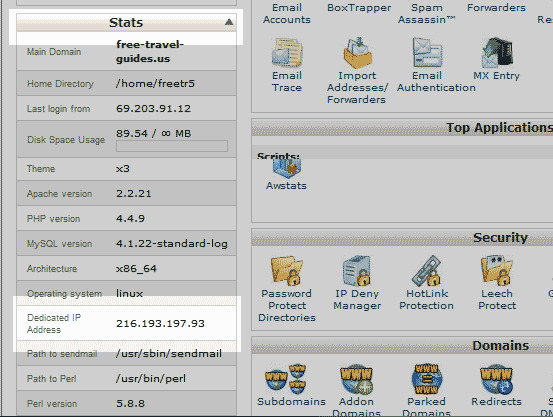 Stats
Main Domain free-travel-
guides.us
Home Directory /home/freetr5
Last login from 69.203.91.12
Disk Space Usage 89.54 / ∞ MB
Theme x3
Apache version 2.2.21
PHP version 4.4.9
MySQL version 4.1.22-standard-log
Architecture x86_64
Operating system linux
Dedicated IP
Address 216.193.197.93
Path to sendmail /usr/sbin/sendmail
Path to Perl /usr/bin/perl
Perl version 5.8.8
Email BoxTrapper Spam Forwarders
Accounts Assassin™ Res
Email Import Email MX Entry
Trace Addresses/ Authentication
Forwarders
Top Applications
Scripts:
Awstats
Security
Password IP Deny HotLink Leech
Protect Manager Protection Protect
Directories
Domains
Subdomains Addon Parked Redirects
Domains Domains